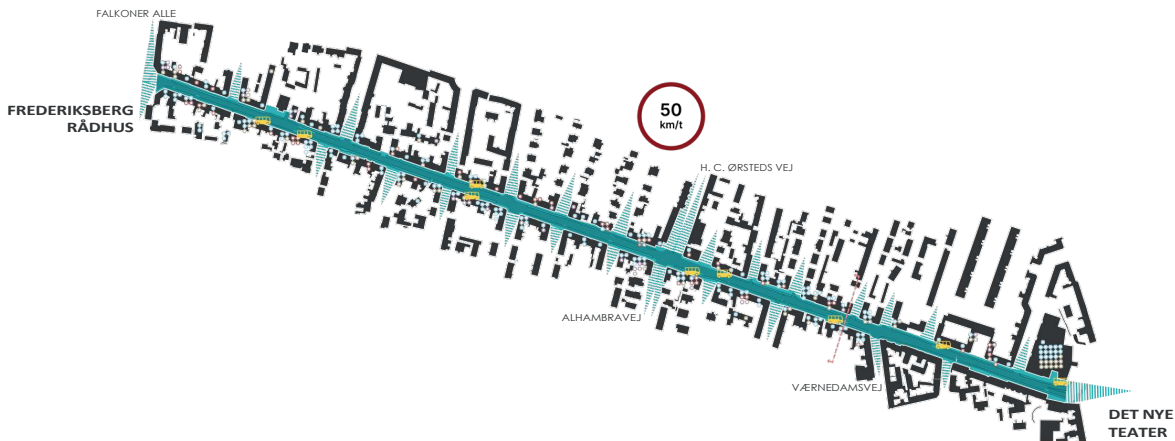 FALKONER ALLE
FREDERIKSBERG
RÅDHUS
50
km/t
H. C. ØRSTEDS VEJ
ALHAMBRAVEJ
VÆRNEDAMSVEJ
DET NYE
TEATER